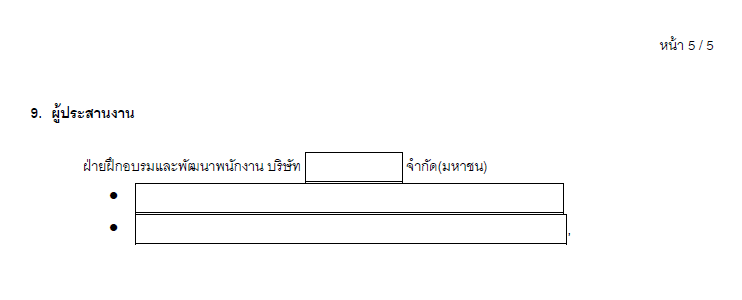 หน้า 5 / 5
9. ผู้ประสานงาน
ฝ่ายฝึกอบรมและพัฒนาพนักงาน บริษัท จำกัด(มหาชน)
●
● ,